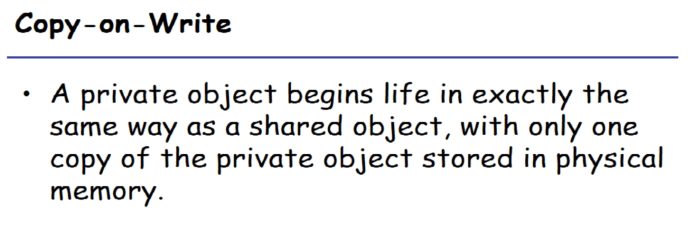 Copy-on-Write
• A private object begins life in exactly the
same way as a shared object, with only one
copy of the private object stored in physical
memory.